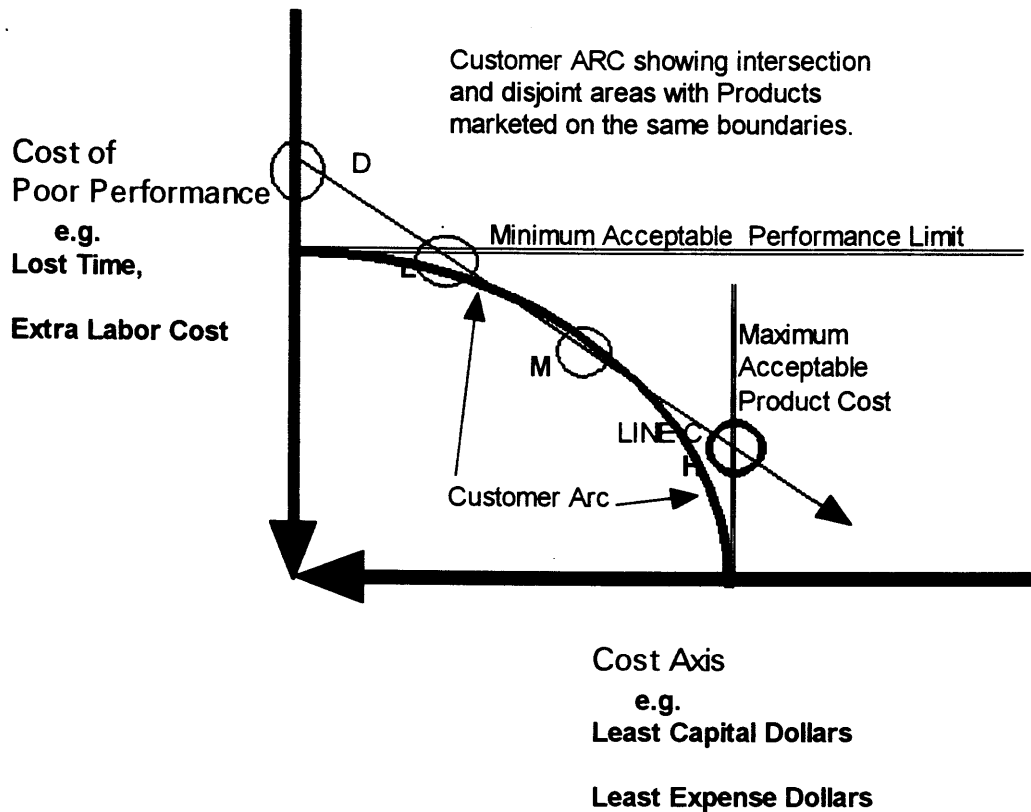 Customer ARC showing intersection
and disjoint areas with Products
marketed on the same boundaries.
Cost of
Poor Performance
e.g.
Lost Time,
Extra Labor Cost
D
Minimum Acceptable Performance Limit
L
Maximum
Acceptable
Product Cost
M
LINE C
H
Customer Arc
Cost Axis
e.g.
Least Capital Dollars
Least Expense Dollars